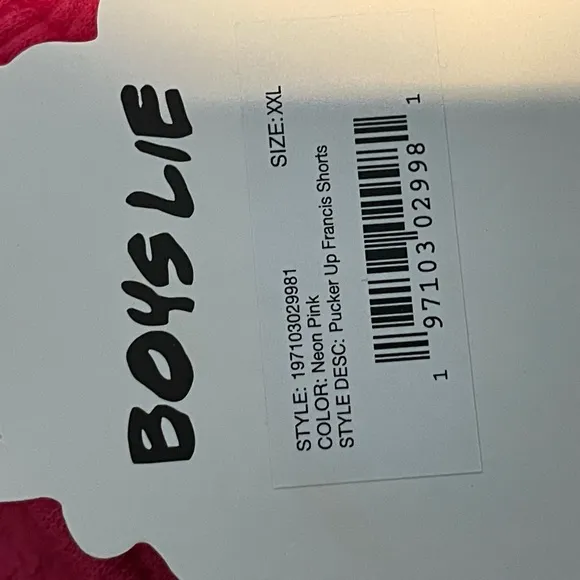 BOYS LIE
STYLE: 197103029981
SIZE: XXL
COLOR: Neon Pink
STYLE DESC: Pucker Up Francis Shorts
1 97103 02998 1